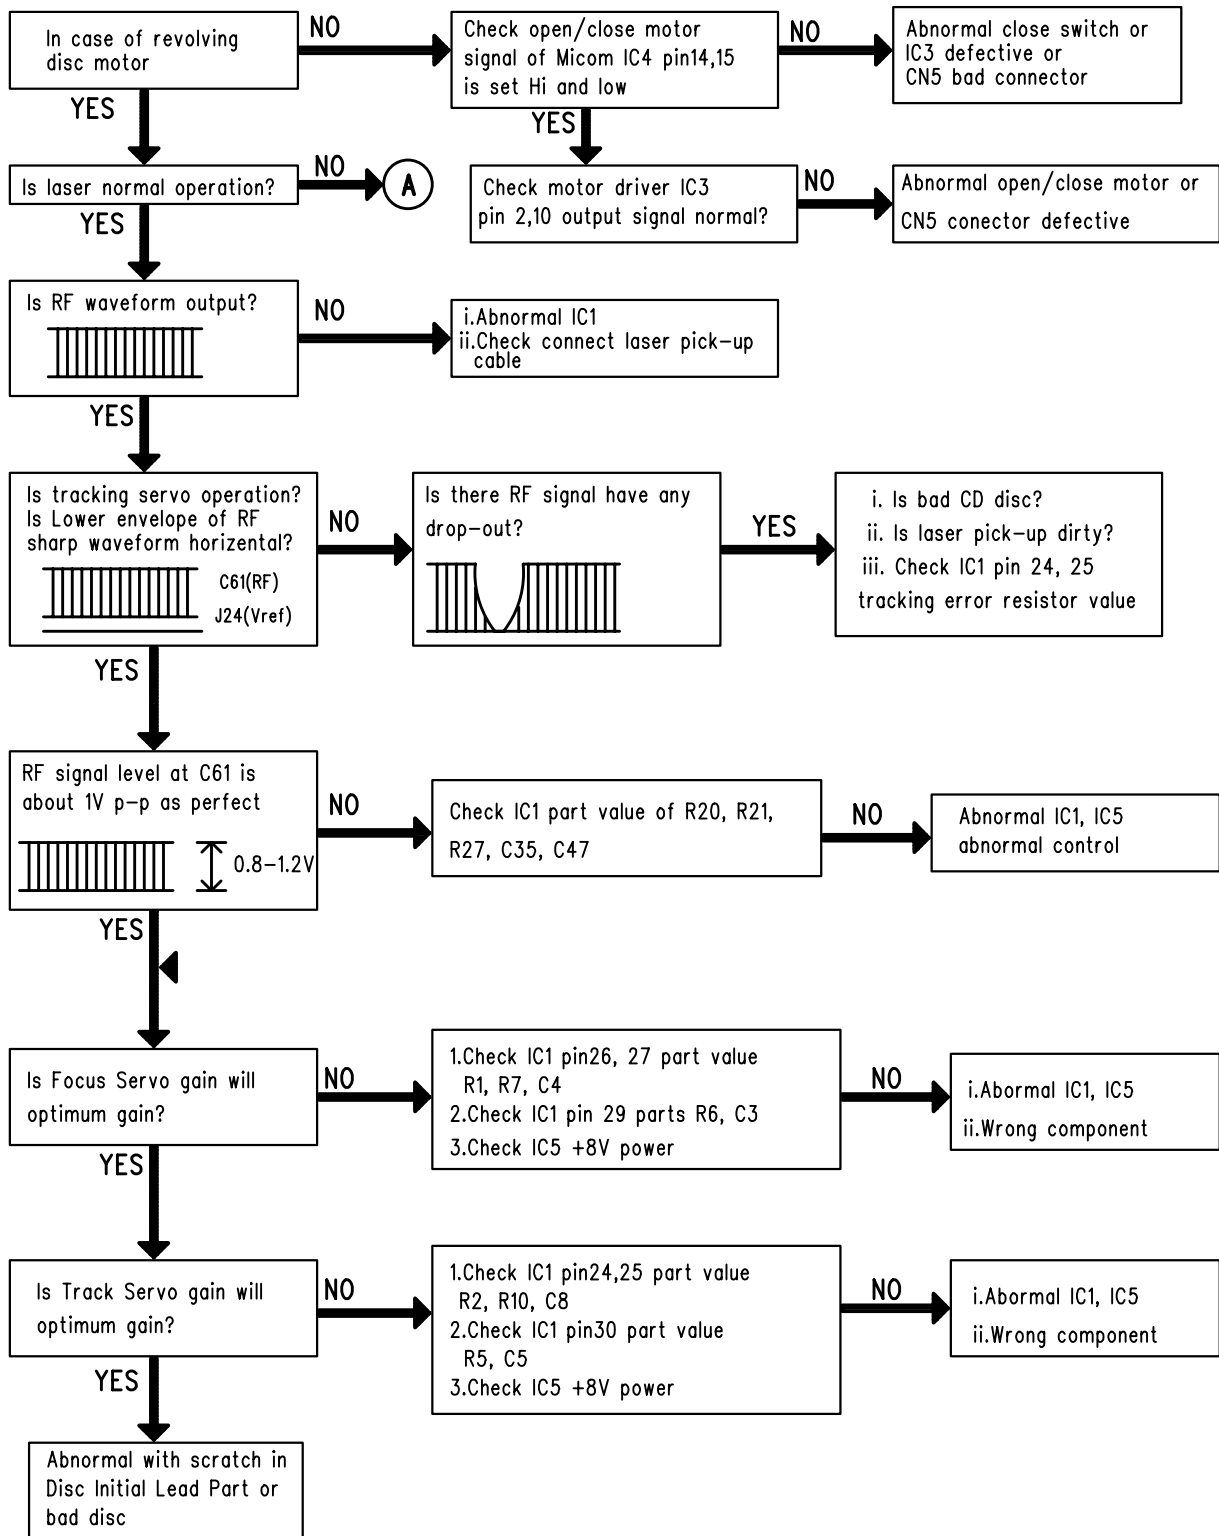 In case of revolving
disc motor
NO
Check open/close motor
signal of Micom IC4 pin14,15
is set Hi and low
NO
Abnormal close switch or
IC3 defective or
CN5 bad connector
YES
YES
Is laser normal operation?
NO
A
Check motor driver IC3
pin 2,10 output signal normal?
NO
Abnormal open/close motor or
CN5 conector defective
YES
Is RF waveform output?
NO
i.Abnormal IC1
ii.Check connect laser pick-up
cable
YES
Is tracking servo operation?
Is Lower envelope of RF
sharp waveform horizental?
C61(RF)
J24(Vref)
NO
Is there RF signal have any
drop-out?
YES
i. Is bad CD disc?
ii. Is laser pick-up dirty?
iii. Check IC1 pin 24, 25
tracking error resistor value
YES
RF signal level at C61 is
about 1V p-p as perfect
0.8-1.2V
NO
Check IC1 part value of R20, R21,
R27, C35, C47
NO
Abnormal IC1, IC5
abnormal control
YES
Is Focus Servo gain will
optimum gain?
NO
1.Check IC1 pin26, 27 part value
R1, R7, C4
2.Check IC1 pin 29 parts R6, C3
3.Check IC5 +8V power
NO
i.Abormal IC1, IC5
ii.Wrong component
YES
Is Track Servo gain will
optimum gain?
NO
1.Check IC1 pin24,25 part value
R2, R10, C8
2.Check IC1 pin30 part value
R5, C5
3.Check IC5 +8V power
NO
i.Abormal IC1, IC5
ii.Wrong component
YES
Abnormal with scratch in
Disc Initial Lead Part or
bad disc